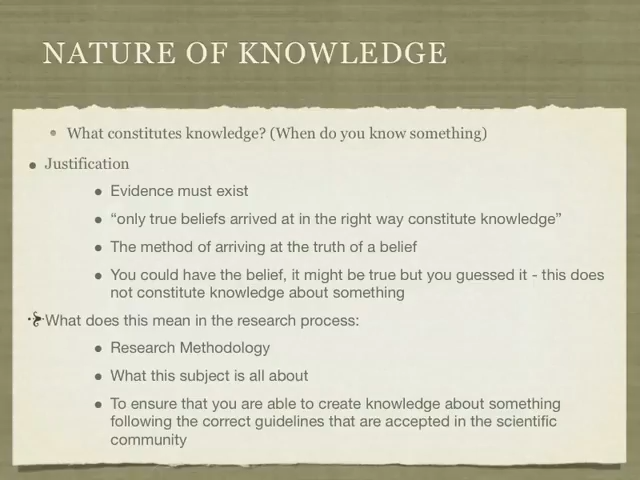 NATURE OF KNOWLEDGE
What constitutes knowledge? (When do you know something)
Justification
Evidence must exist
“only true beliefs arrived at in the right way constitute knowledge”
The method of arriving at the truth of a belief
You could have the belief, it might be true but you guessed it - this does
not constitute knowledge about something
What does this mean in the research process:
Research Methodology
What this subject is all about
To ensure that you are able to create knowledge about something
following the correct guidelines that are accepted in the scientific
community